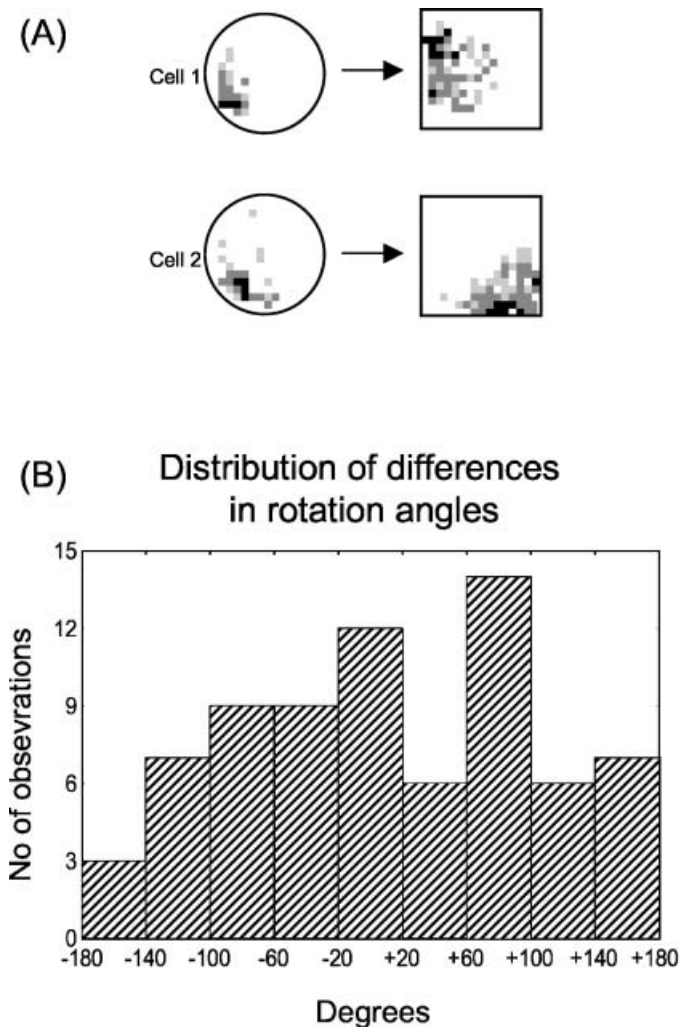 (A)
Cell 1
Cell 2
(B)
Distribution of differences
in rotation angles
No of obsevrations
15
12
9
6
3
0
-180 -140 -100 -60 -20 +20 +60 +100 +140 +180
Degrees